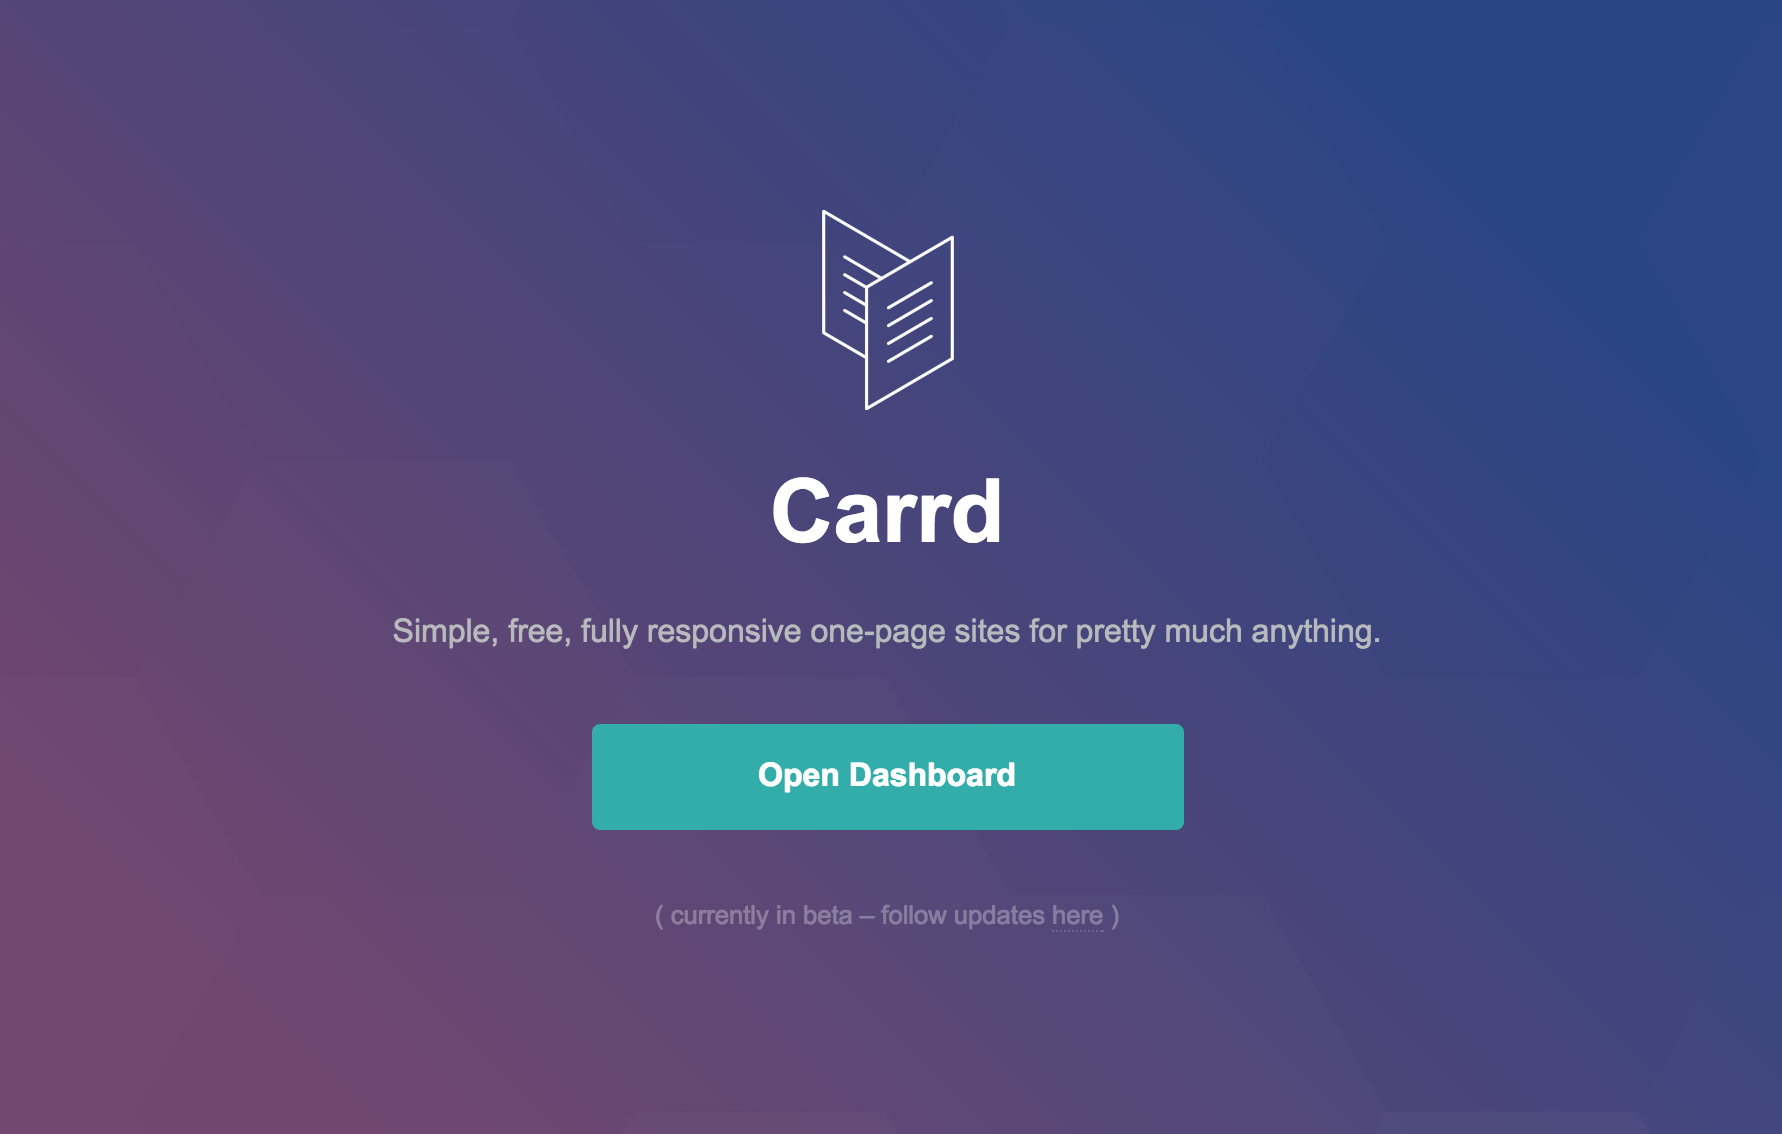 Carrd
Simple, free, fully responsive one-page sites for pretty much anything.
Open Dashboard
( currently in beta – follow updates here )